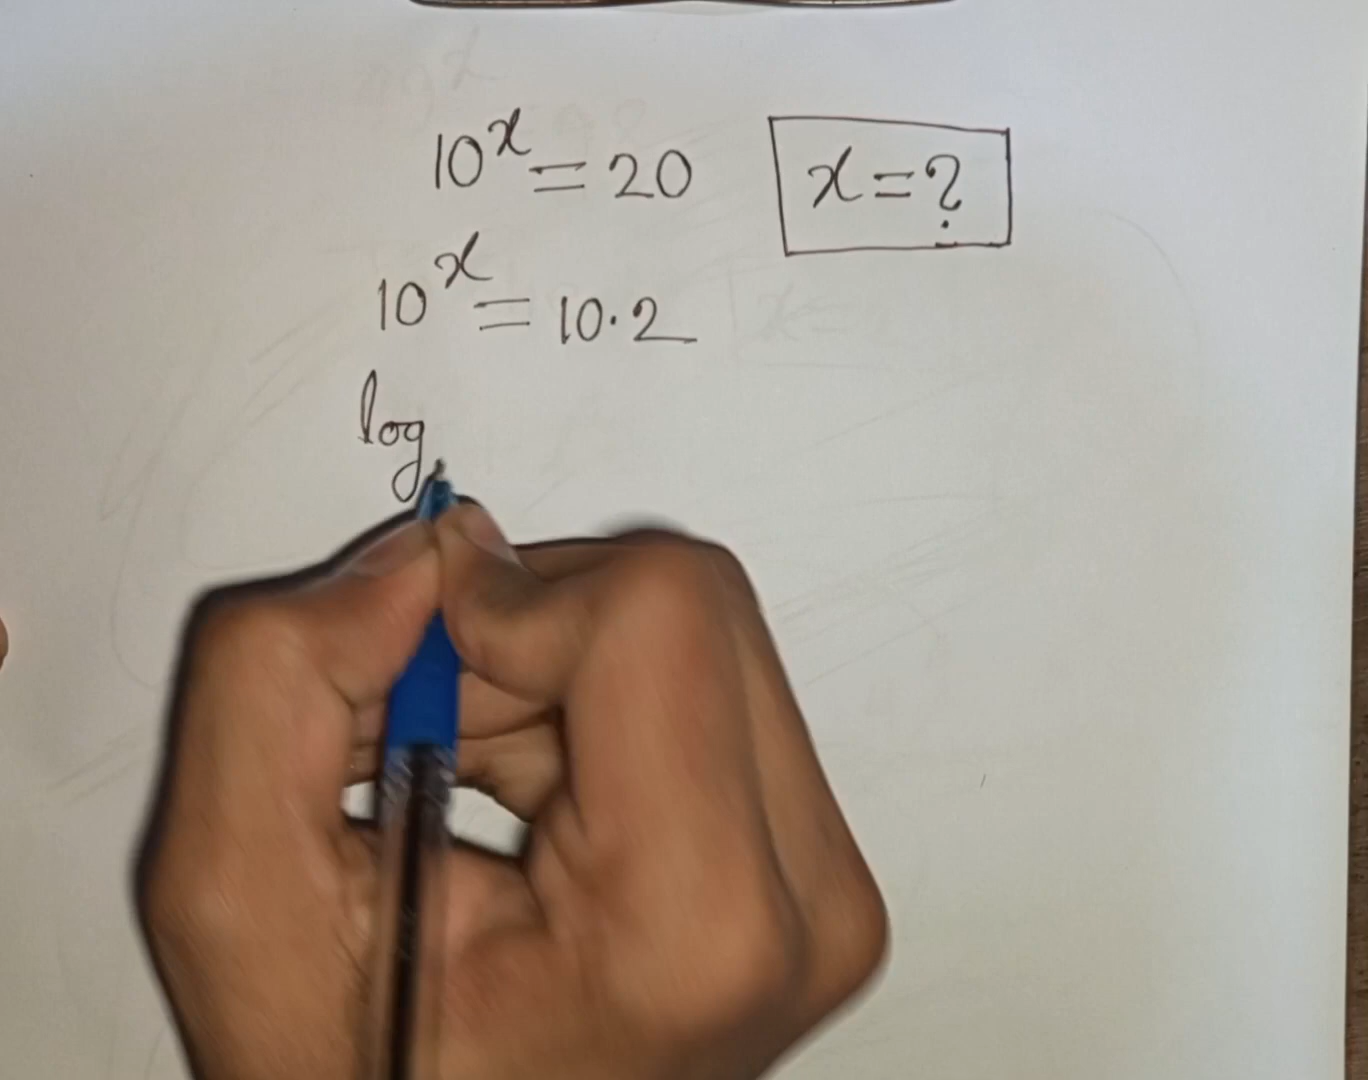 10^x = 20 x = ?
10^x = 10·2
log